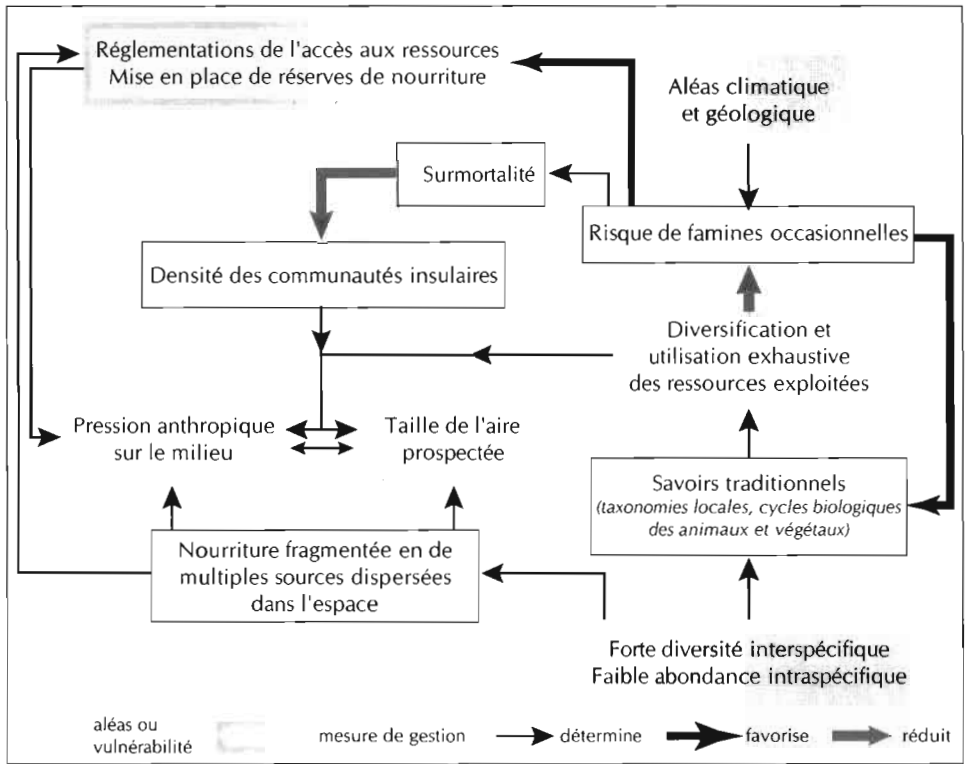 Réglementations de l'accès aux ressources
Mise en place de réserves de nourriture
Aléas climatique
et géologique
Surmortalité
Risque de famines occasionnelles
Densité des communautés insulaires
Diversification et
utilisation exhaustive
des ressources exploitées
Pression anthropique
sur le milieu
Taille de l'aire
prospectée
Savoirs traditionnels
(taxonomies locales, cycles biologiques
des animaux et végétaux)
Nourriture fragmentée en de
multiples sources dispersées
dans l'espace
Forte diversité interspécifique
Faible abondance intraspécifique
aléas ou
vulnérabilité
mesure de gestion
détermine
favorise
réduit